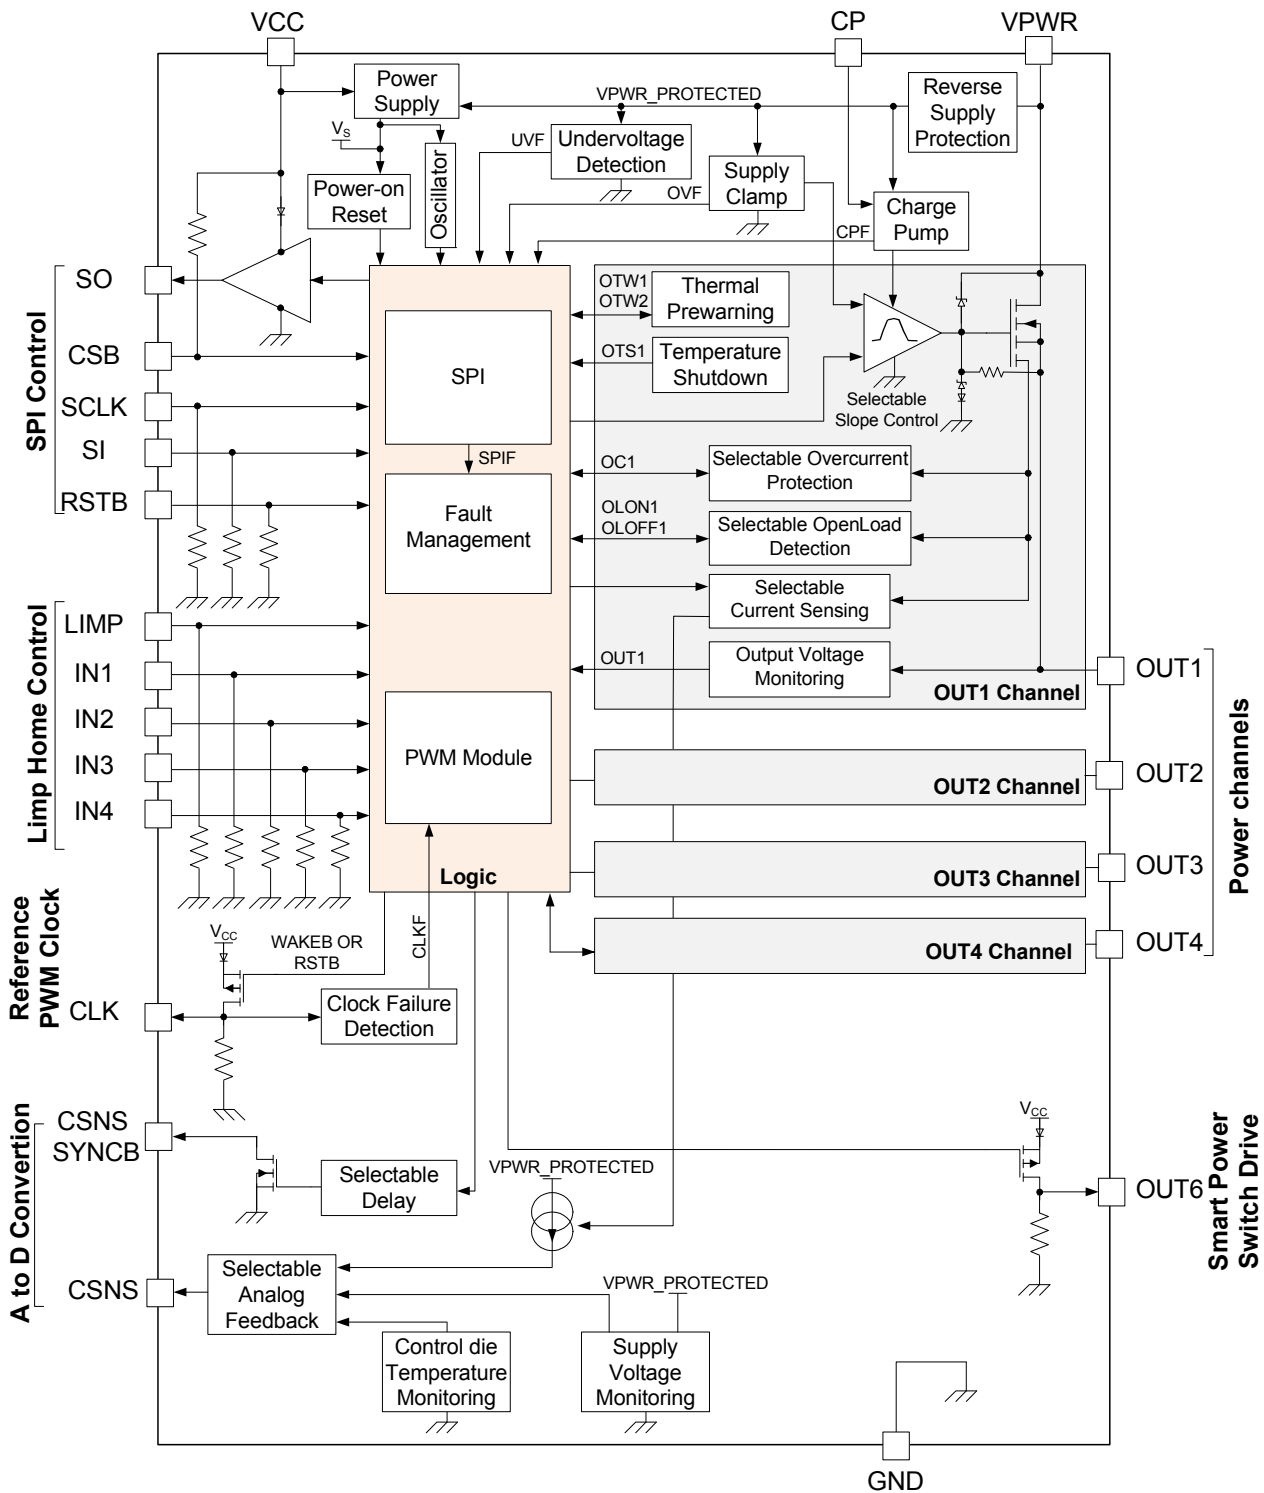 VCC
CP
VPWR
Power
Supply
VPWR_PROTECTED
Reverse
Supply
Protection
VS
UVF
Undervoltage
Detection
Oscillator
Power-on
Reset
OVF
Supply
Clamp
CPF
Charge
Pump
SPI Control
SO
CSB
SCLK
SI
RSTB
SPI
SPIF
Fault
Management
PWM Module
Logic
OTW1
OTW2
Thermal
Prewarning
OTS1
Temperature
Shutdown
Selectable
Slope Control
OC1
Selectable Overcurrent
Protection
OLON1
OLOFF1
Selectable OpenLoad
Detection
Selectable
Current Sensing
OUT1
Output Voltage
Monitoring
OUT1 Channel
OUT2 Channel
OUT3 Channel
OUT4 Channel
OUT1
OUT2
OUT3
OUT4
Power channels
Limp Home Control
LIMP
IN1
IN2
IN3
IN4
Reference
PWM Clock
CLK
VCC
WAKEB OR
RSTB
CLKF
Clock Failure
Detection
A to D Convertion
CSNS
SYNCB
CSNS
Selectable
Delay
VPWR_PROTECTED
Selectable
Analog
Feedback
VPWR_PROTECTED
Control die
Temperature
Monitoring
Supply
Voltage
Monitoring
VCC
OUT6
Smart Power
Switch Drive
GND